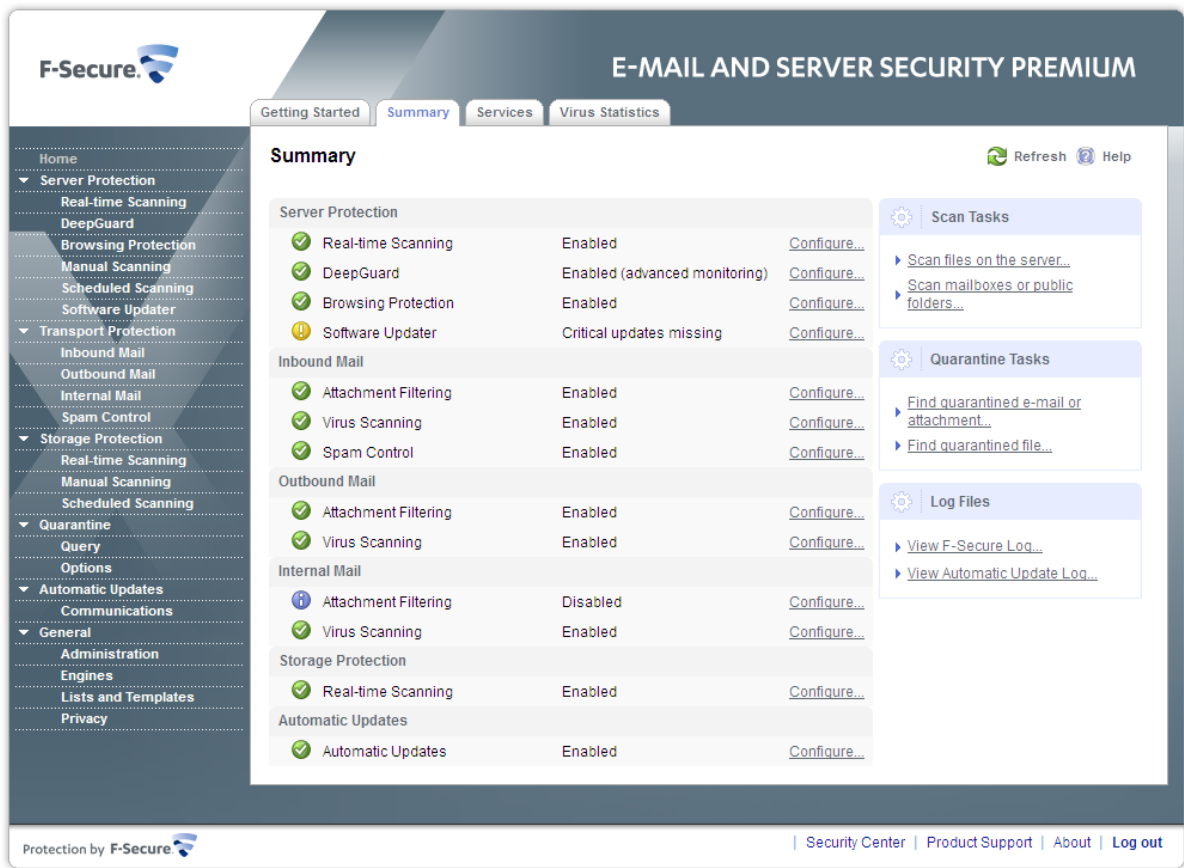 F-Secure.
E-MAIL AND SERVER SECURITY PREMIUM
Getting Started
Summary
Services
Virus Statistics
Home
Server Protection
Real-time Scanning
DeepGuard
Browsing Protection
Manual Scanning
Scheduled Scanning
Software Updater
Transport Protection
Inbound Mail
Outbound Mail
Internal Mail
Spam Control
Storage Protection
Real-time Scanning
Manual Scanning
Scheduled Scanning
Quarantine
Query
Options
Automatic Updates
Communications
General
Administration
Engines
Lists and Templates
Privacy
Summary
Refresh
Help
Server Protection
Real-time Scanning Enabled Configure...
DeepGuard Enabled (advanced monitoring) Configure...
Browsing Protection Enabled Configure...
Software Updater Critical updates missing Configure...
Inbound Mail
Attachment Filtering Enabled Configure...
Virus Scanning Enabled Configure...
Spam Control Enabled Configure...
Outbound Mail
Attachment Filtering Enabled Configure...
Virus Scanning Enabled Configure...
Internal Mail
Attachment Filtering Disabled Configure...
Virus Scanning Enabled Configure...
Storage Protection
Real-time Scanning Enabled Configure...
Automatic Updates
Automatic Updates Enabled Configure...
Scan Tasks
Scan files on the server...
Scan mailboxes or public
folders...
Quarantine Tasks
Find quarantined e-mail or
attachment...
Find quarantined file...
Log Files
View F-Secure Log...
View Automatic Update Log...
Protection by F-Secure
| Security Center | Product Support | About | Log out